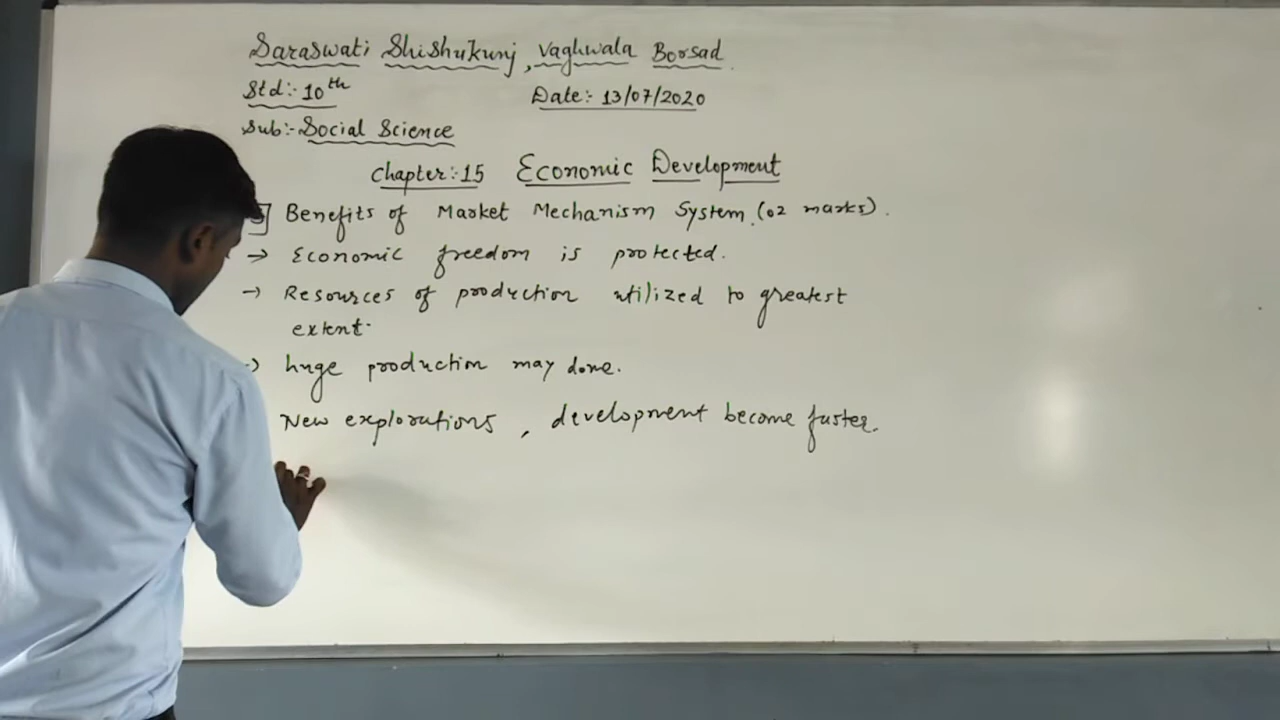 Saraswati Shishukunj, Vaghwala Borsad.
Std:- 10th Date:- 13/07/2020
Sub:- Social Science
Chapter:-15 Economic Development
Benefits of Market Mechanism System. (02 marks).
→ Economic freedom is protected.
→ Resources of production utilized to greatest
extent.
→ huge production may done.
New explorations, development become faster.